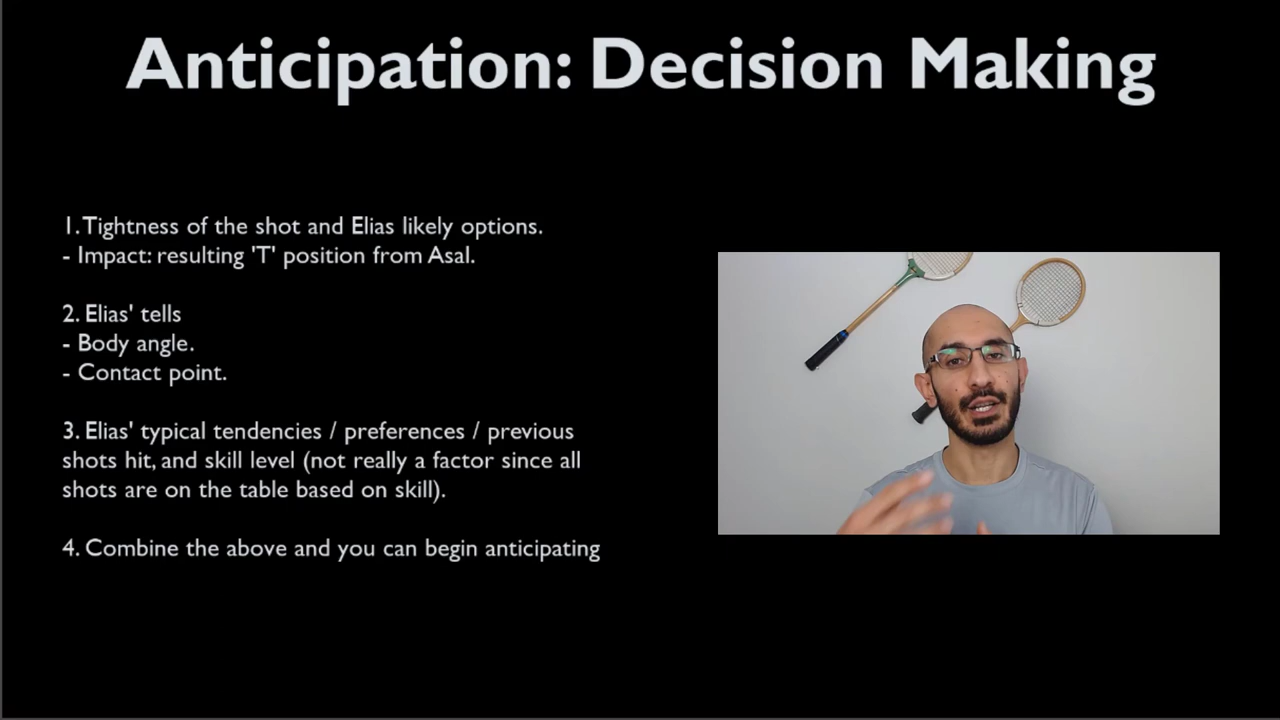 Anticipation: Decision Making
1. Tightness of the shot and Elias likely options.
- Impact: resulting 'T' position from Asal.
2. Elias' tells
- Body angle.
- Contact point.
3. Elias' typical tendencies / preferences / previous
shots hit, and skill level (not really a factor since all
shots are on the table based on skill).
4. Combine the above and you can begin anticipating